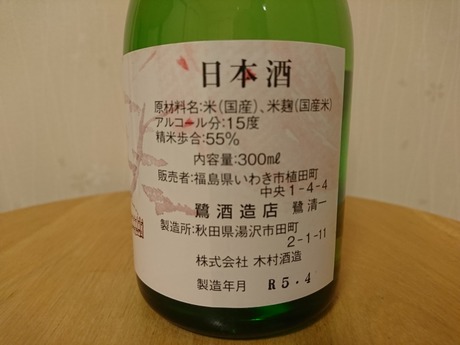 日本酒
原材料名:米(国産)、米麹(国産米)
アルコール分:15度
精米歩合:55%
内容量:300ml
販売者:福島県いわき市植田町
中央1-4-4
鷺酒造店 鷺清一
製造所:秋田県湯沢市田町
2-1-11
株式会社 木村酒造
製造年月 R5.4